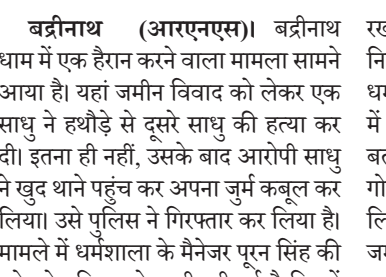 बद्रीनाथ (आरएनएस)। बद्रीनाथ
धाम में एक हैरान करने वाला मामला सामने
आया है। यहां जमीन विवाद को लेकर एक
साधु ने हथौड़े से दूसरे साधु की हत्या कर
दी। इतना ही नहीं, उसके बाद आरोपी साधु
ने खुद थाने पहुंच कर अपना जुर्म कबूल कर
लिया। उसे पुलिस ने गिरफ्तार कर लिया है।
मामले में धर्मशाला के मैनेजर पूरन सिंह की